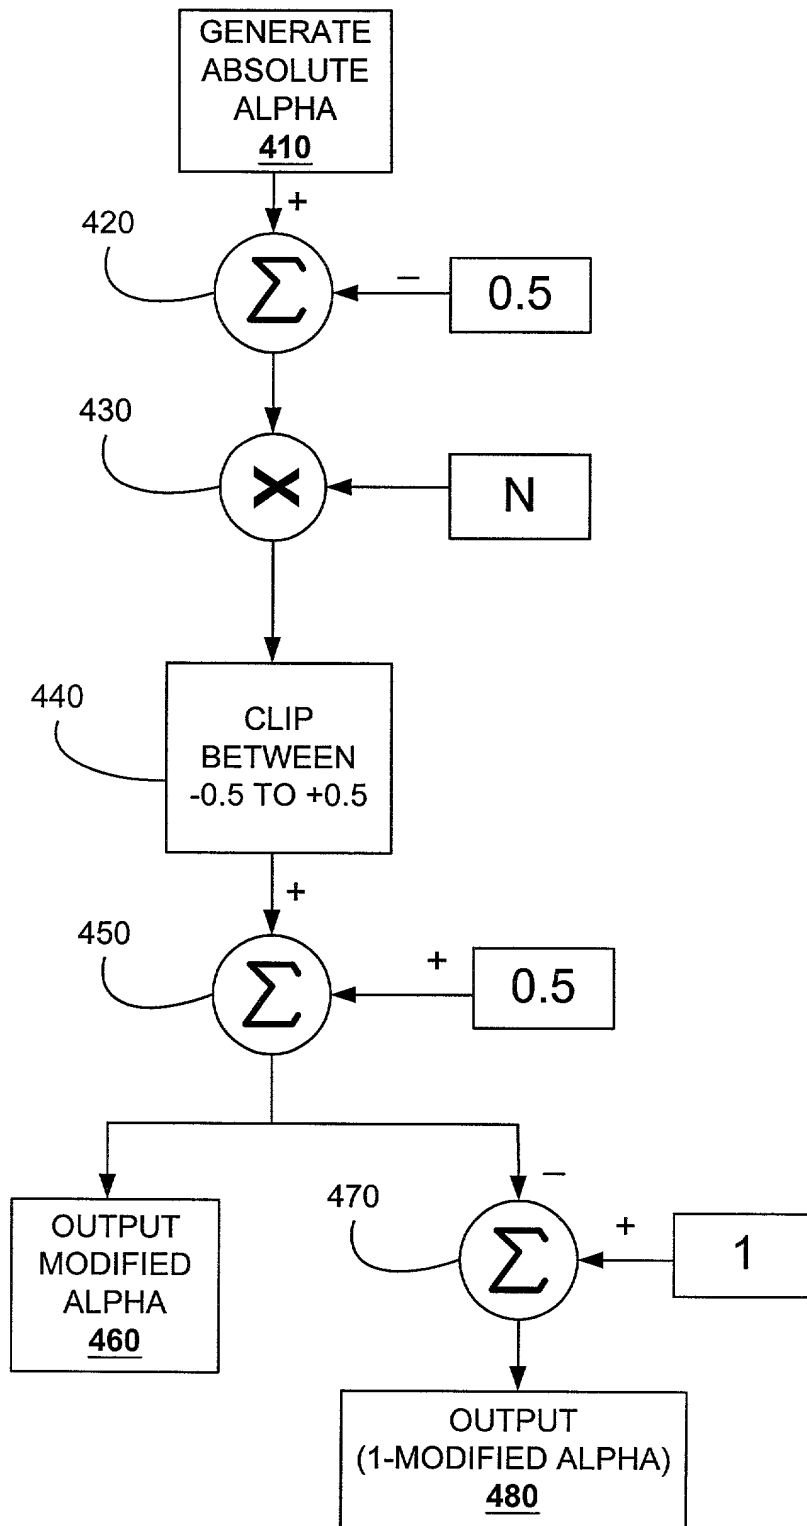 GENERATE
ABSOLUTE
ALPHA
410
+
420
Σ
–
0.5
430
X
N
440
CLIP
BETWEEN
-0.5 TO +0.5
+
450
Σ
+
0.5
–
470
OUTPUT
MODIFIED
ALPHA
460
Σ
+
1
OUTPUT
(1-MODIFIED ALPHA)
480